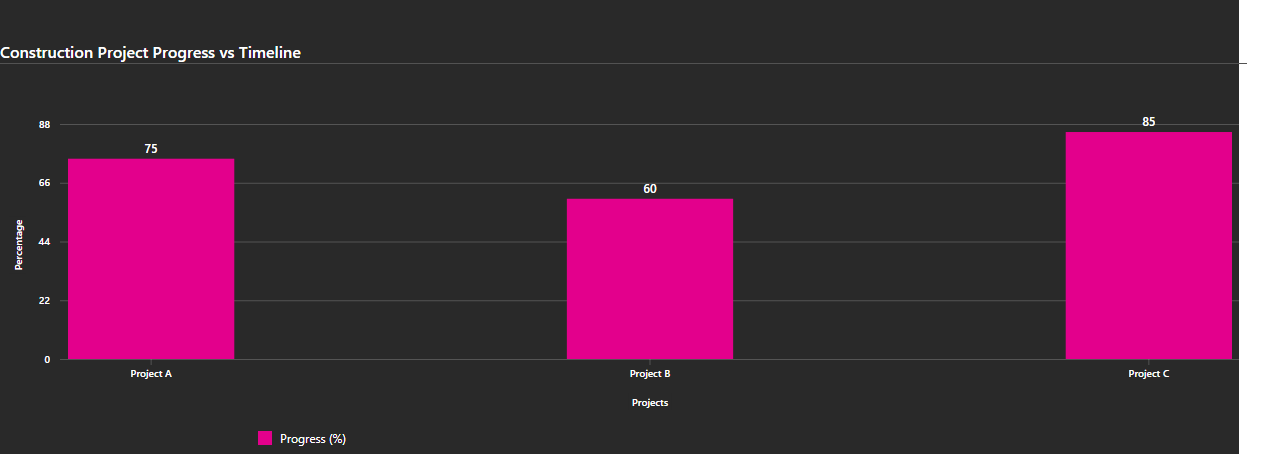 Construction Project Progress vs Timeline
88
66
44
22
0
Percentage
75
60
85
Project A
Project B
Project C
Projects
Progress (%)